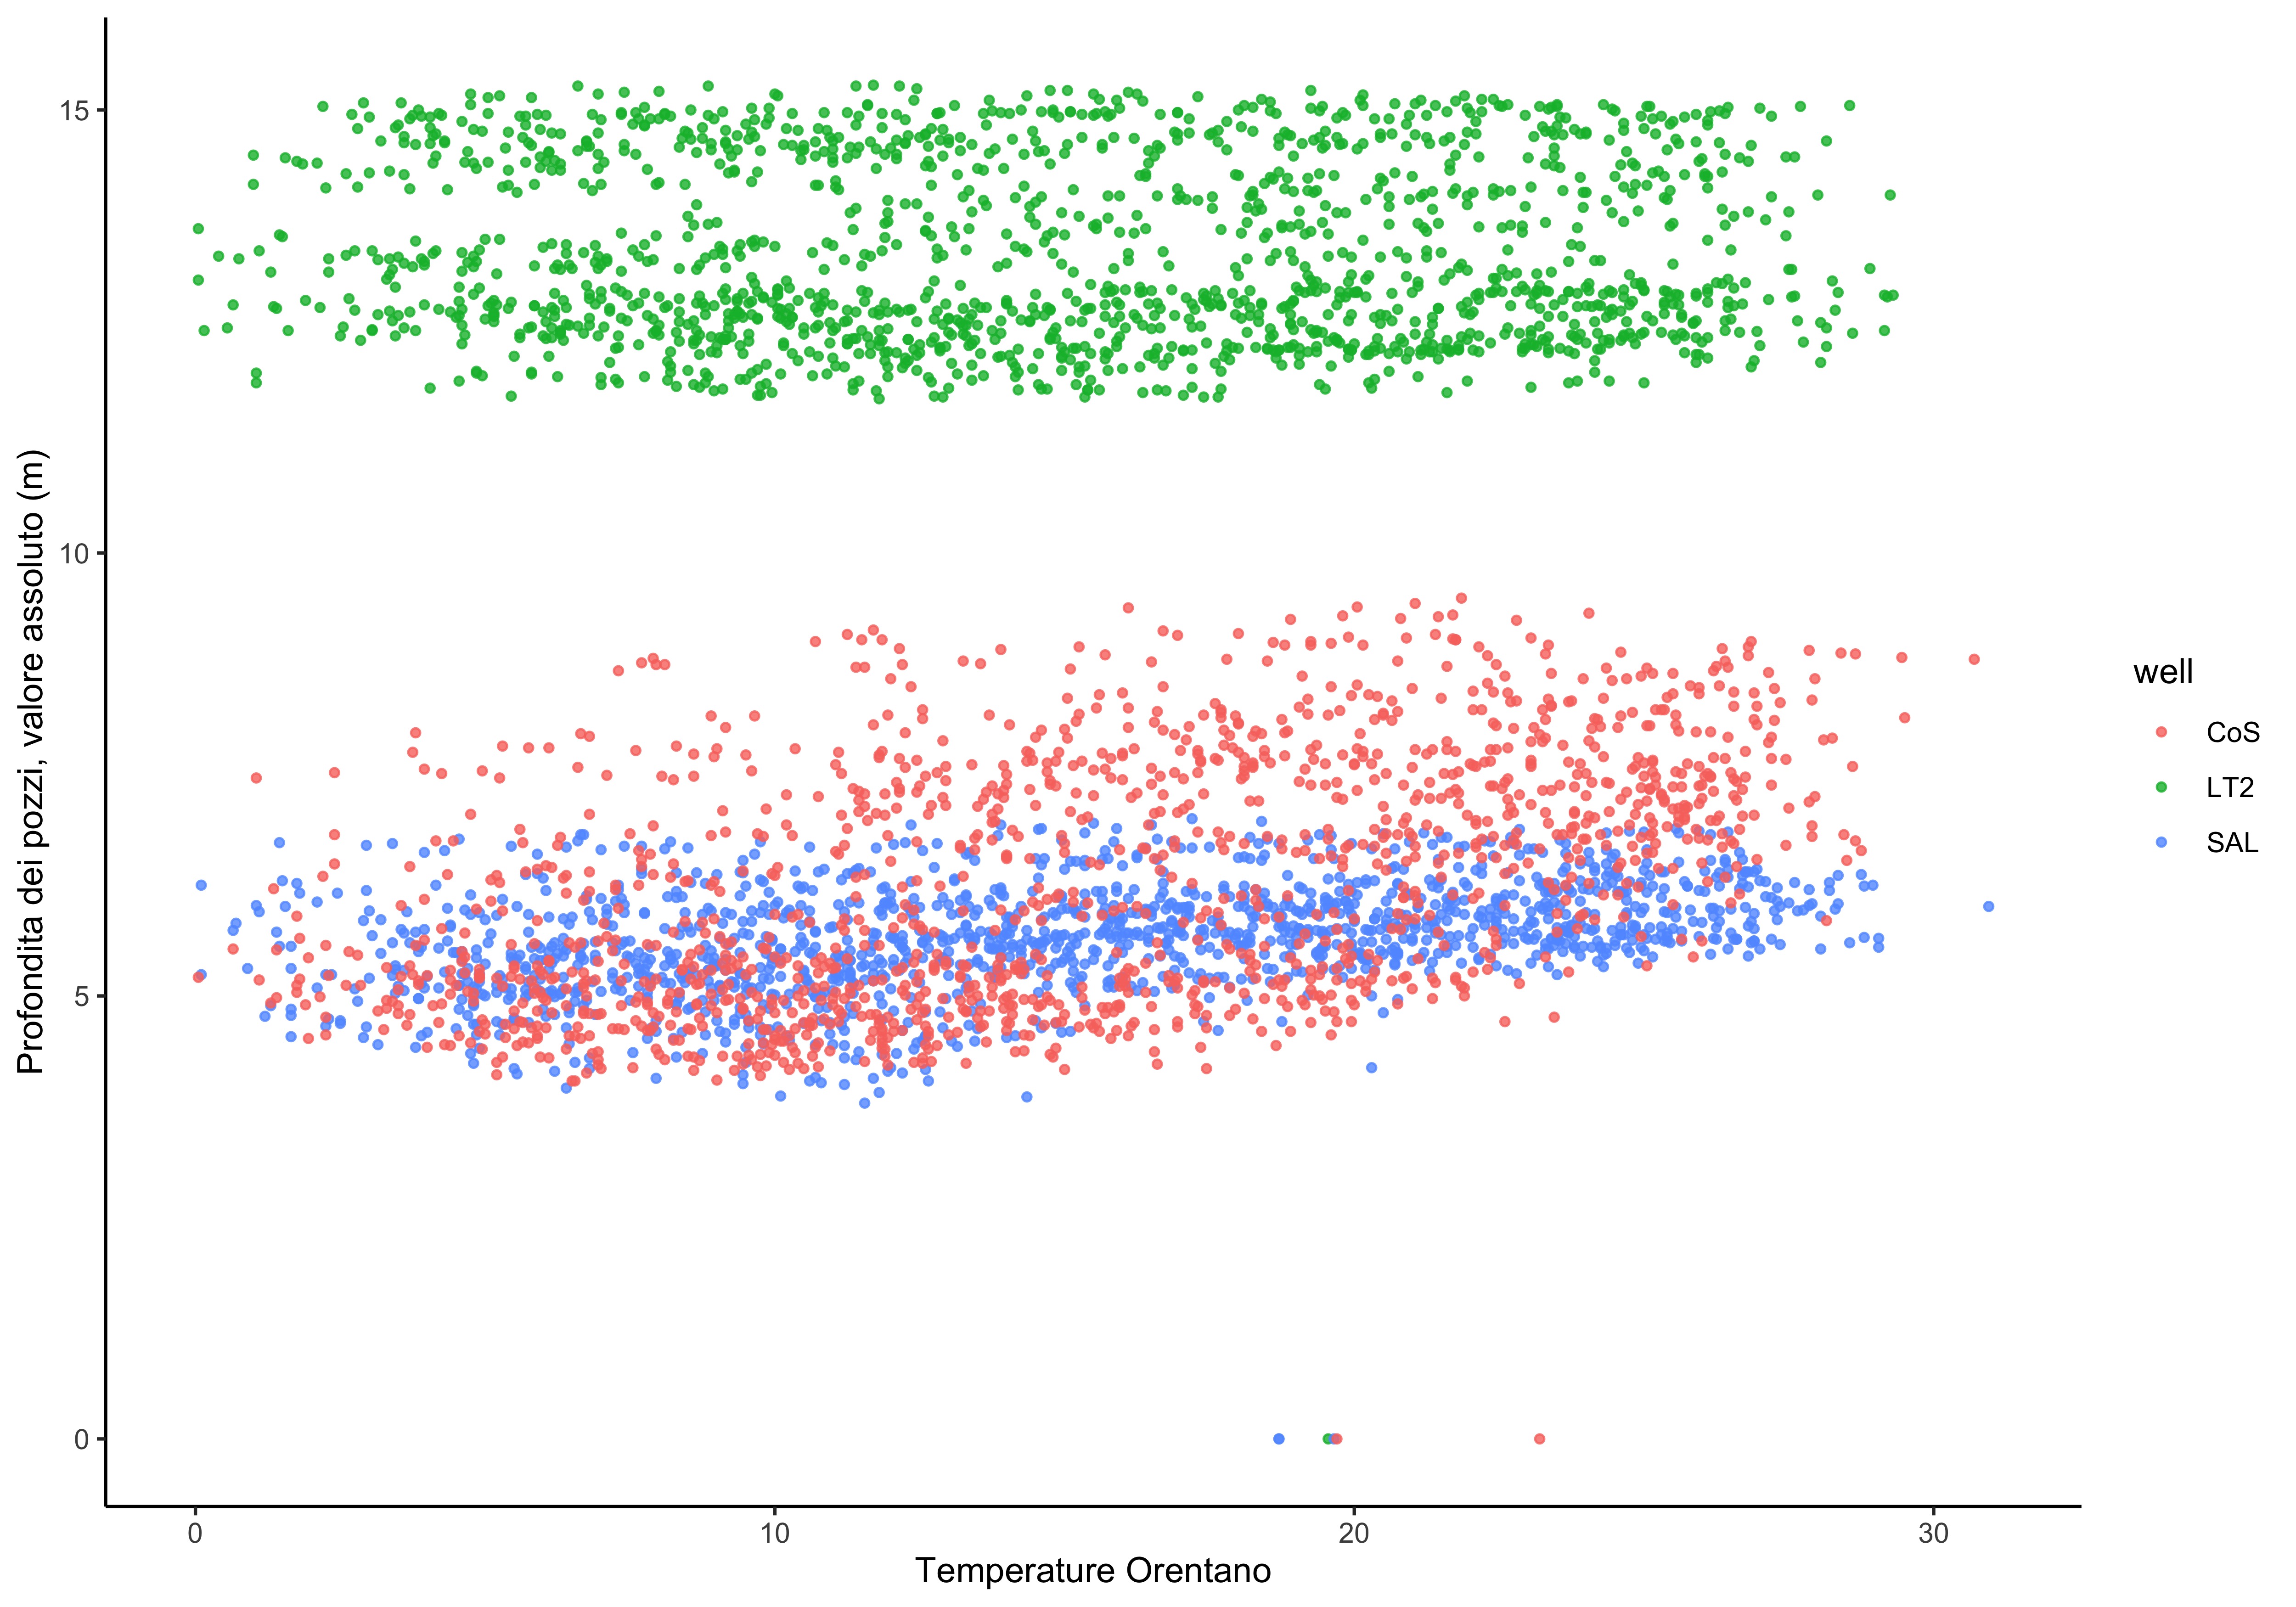 15
10
5
0
Profondita dei pozzi, valore assoluto (m)
0 10 20 30
Temperature Orentano
well
CoS
LT2
SAL